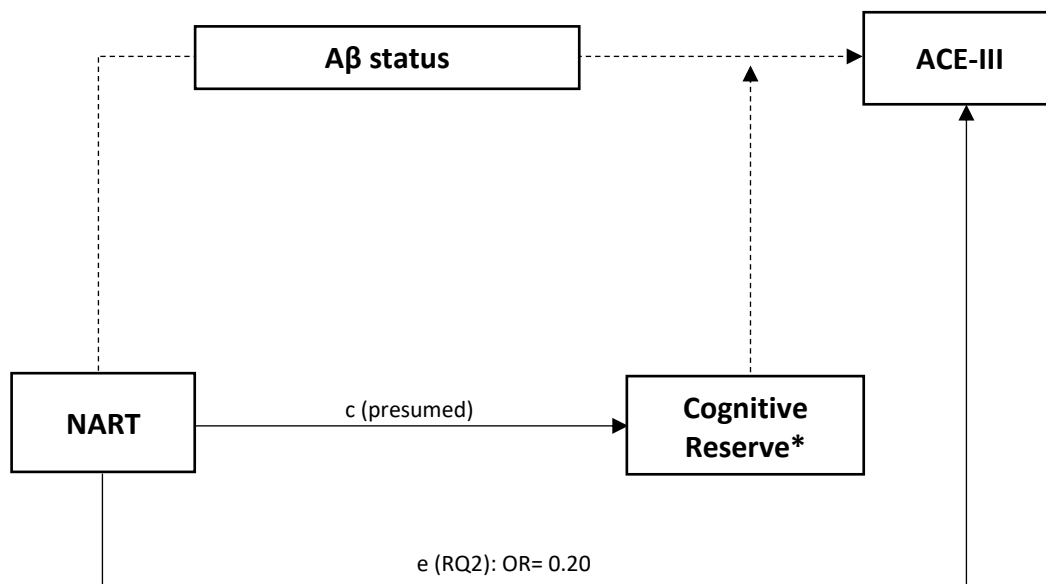 Aβ status
ACE-III
NART
c (presumed)
Cognitive
Reserve*
e (RQ2): OR= 0.20